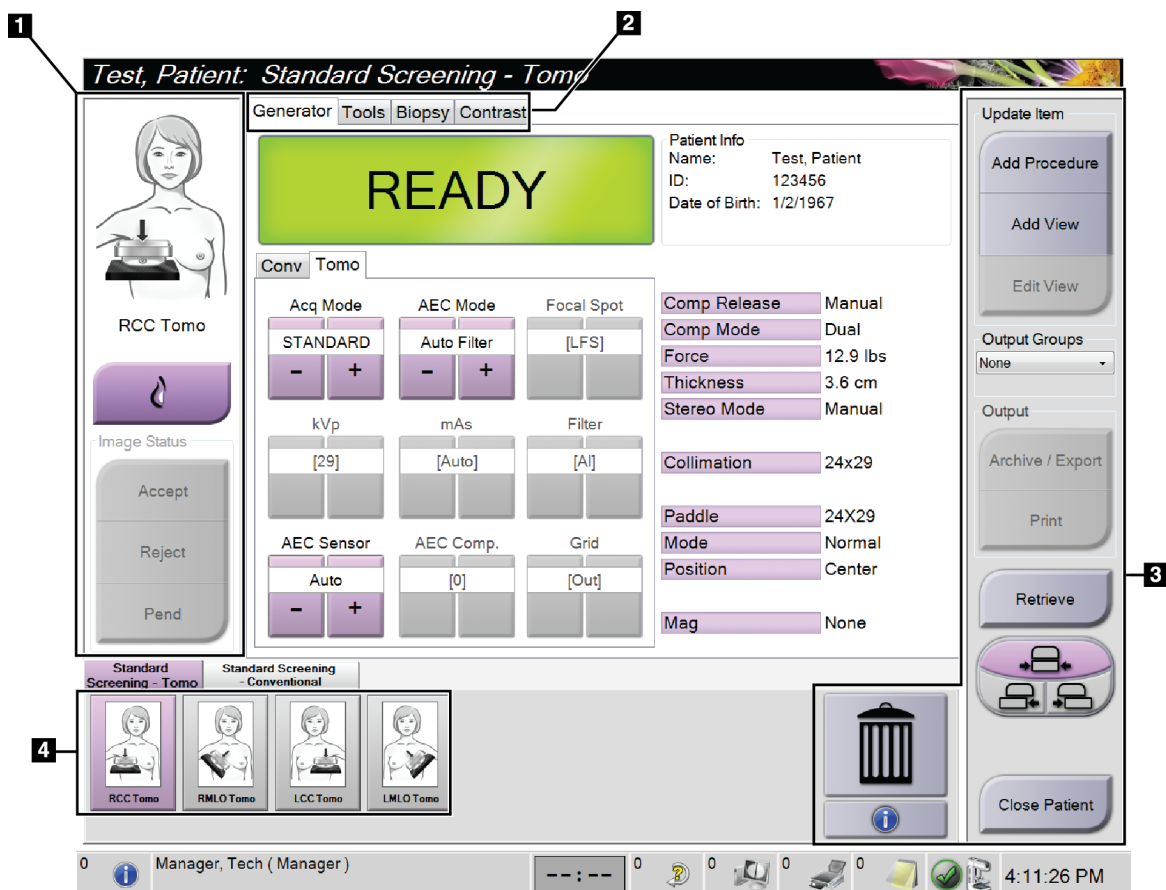 1
2
Test, Patient: Standard Screening - Tomo
Generator Tools Biopsy Contrast
READY
Patient Info
Name: Test, Patient
ID: 123456
Date of Birth: 1/2/1967
RCC Tomo
Image Status
Accept
Reject
Pend
Conv Tomo
Acq Mode AEC Mode Focal Spot
STANDARD Auto Filter [LFS]
- + - +
kVp mAs Filter
[29] [Auto] [Al]
AEC Sensor AEC Comp. Grid
Auto [0] [Out]
- +
Comp Release Manual
Comp Mode Dual
Force 12.9 lbs
Thickness 3.6 cm
Stereo Mode Manual
Collimation 24x29
Paddle 24X29
Mode Normal
Position Center
Mag None
Update Item
Add Procedure
Add View
Edit View
Output Groups
None
Output
Archive / Export
Print
3
Retrieve
Close Patient
Standard
Screening - Tomo
Standard Screening
- Conventional
4
RCC Tomo RMLO Tomo LCC Tomo LMLO Tomo
0 Manager, Tech ( Manager ) --:-- 0 0 0 0 4:11:26 PM